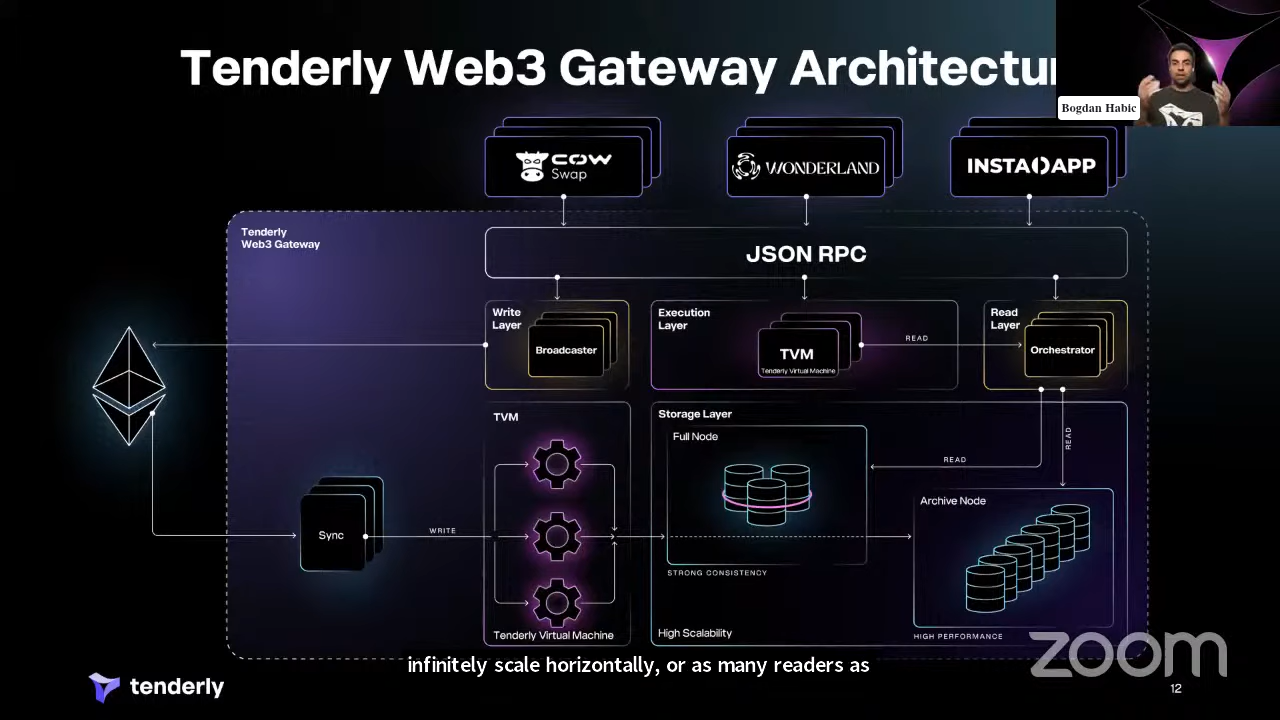 Tenderly Web3 Gateway Architectur
Bogdan Habic
COW
Swap
WONDERLAND
INSTADAPP
Tenderly
Web3 Gateway
JSON RPC
Write
Layer
Broadcaster
Execution
Layer
TVM
Tenderly Virtual Machine
READ
Read
Layer
Orchestrator
TVM
Storage Layer
Full Node
READ
READ
Archive Node
Sync
WRITE
STRONG CONSISTENCY
Tenderly Virtual Machine
High Scalability
HIGH PERFORMANCE
zoom
infinitely scale horizontally, or as many readers as
tenderly
12